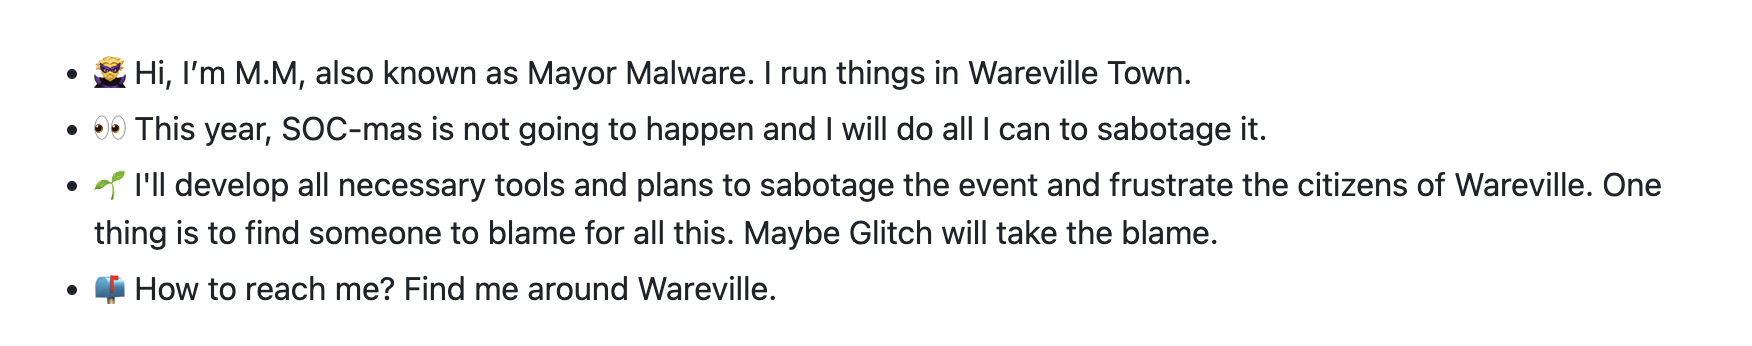 • 🦹 Hi, I’m M.M, also known as Mayor Malware. I run things in Wareville Town.
• 👀 This year, SOC-mas is not going to happen and I will do all I can to sabotage it.
• 🌱 I'll develop all necessary tools and plans to sabotage the event and frustrate the citizens of Wareville. One
thing is to find someone to blame for all this. Maybe Glitch will take the blame.
• 📫 How to reach me? Find me around Wareville.